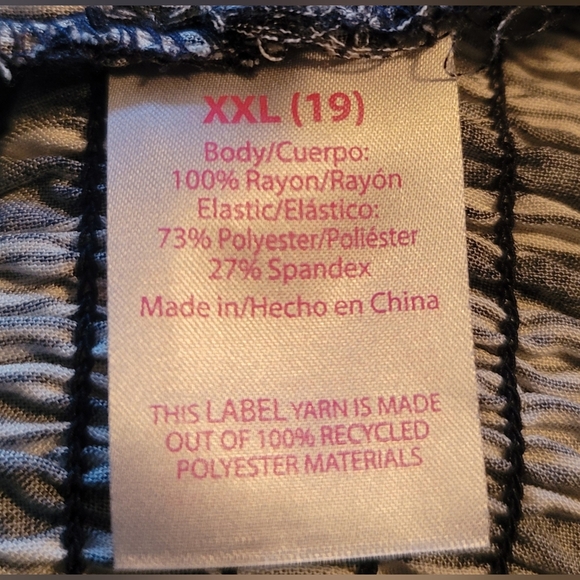 XXL (19)
Body/Cuerpo:
100% Rayon/Rayón
Elastic/Elástico:
73% Polyester/Poliéster
27% Spandex
Made in/Hecho en China
THIS LABEL YARN IS MADE
OUT OF 100% RECYCLED
POLYESTER MATERIALS